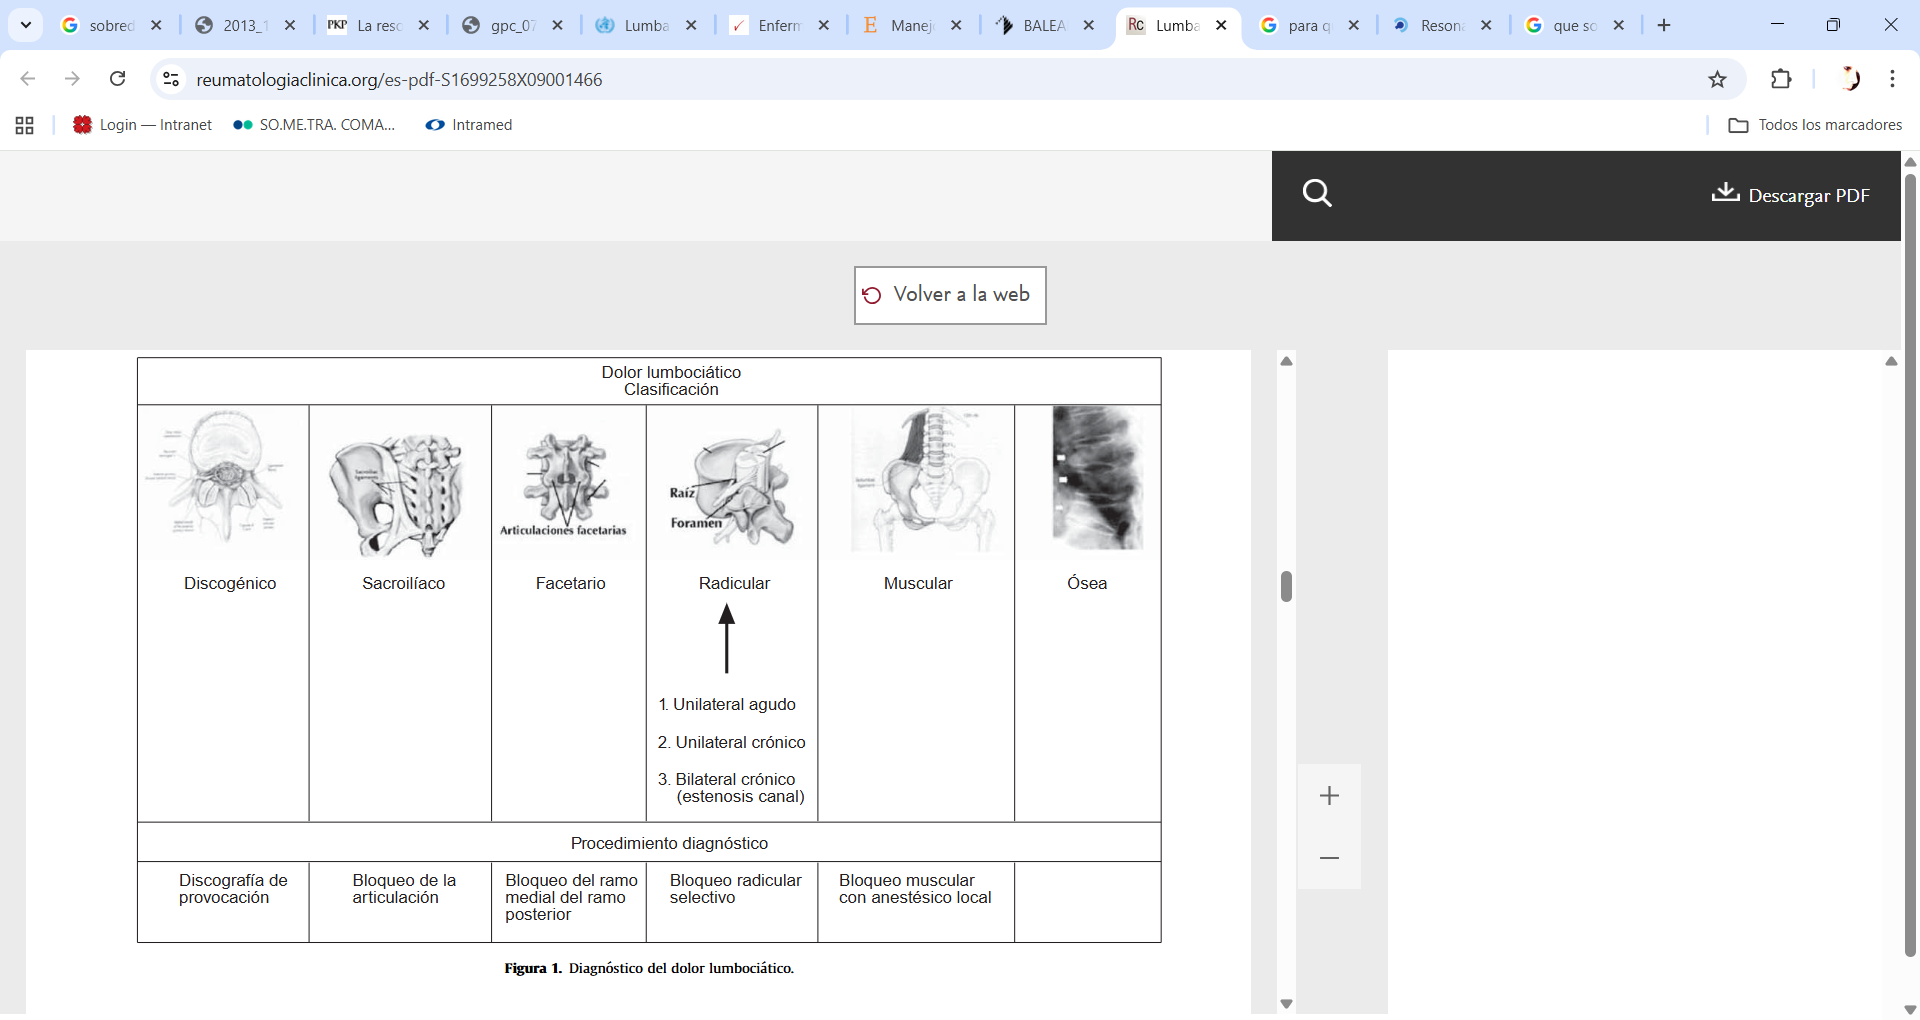 sobred
2013_1
PKP La reso
gpc_07
Lumba
Enferm
Manej
BALEA
Rc Lumba
para q
Reson
que so
reumatologiaclinica.org/es-pdf-S1699258X09001466
Login — Intranet
SO.ME.TRA. COMA...
Intramed
Todos los marcadores
Descargar PDF
Volver a la web
Dolor lumbociático
Clasificación
Raíz
Foramen
Articulaciones facetarias
Discogénico
Sacroilíaco
Facetario
Radicular
Muscular
Ósea
1. Unilateral agudo
2. Unilateral crónico
3. Bilateral crónico
(estenosis canal)
Procedimiento diagnóstico
Discografía de
provocación
Bloqueo de la
articulación
Bloqueo del ramo
medial del ramo
posterior
Bloqueo radicular
selectivo
Bloqueo muscular
con anestésico local
Figura 1. Diagnóstico del dolor lumbociático.